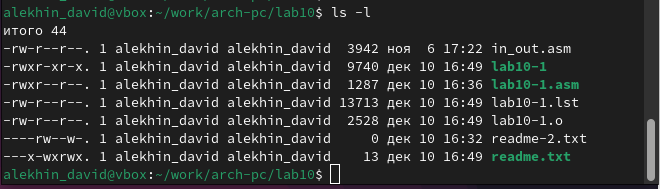 alekhin_david@vbox:~/work/arch-pc/lab10$ ls -l
итого 44
-rw-r--r--. 1 alekhin_david alekhin_david  3942 ноя  6 17:22 in_out.asm
-rwxr-xr-x. 1 alekhin_david alekhin_david  9740 дек 10 16:49 lab10-1
-rwxr--r--. 1 alekhin_david alekhin_david  1287 дек 10 16:36 lab10-1.asm
-rw-r--r--. 1 alekhin_david alekhin_david 13713 дек 10 16:49 lab10-1.lst
-rw-r--r--. 1 alekhin_david alekhin_david  2528 дек 10 16:49 lab10-1.o
----rw--w-. 1 alekhin_david alekhin_david     0 дек 10 16:32 readme-2.txt
---x-wxrwx. 1 alekhin_david alekhin_david    13 дек 10 16:49 readme.txt
alekhin_david@vbox:~/work/arch-pc/lab10$